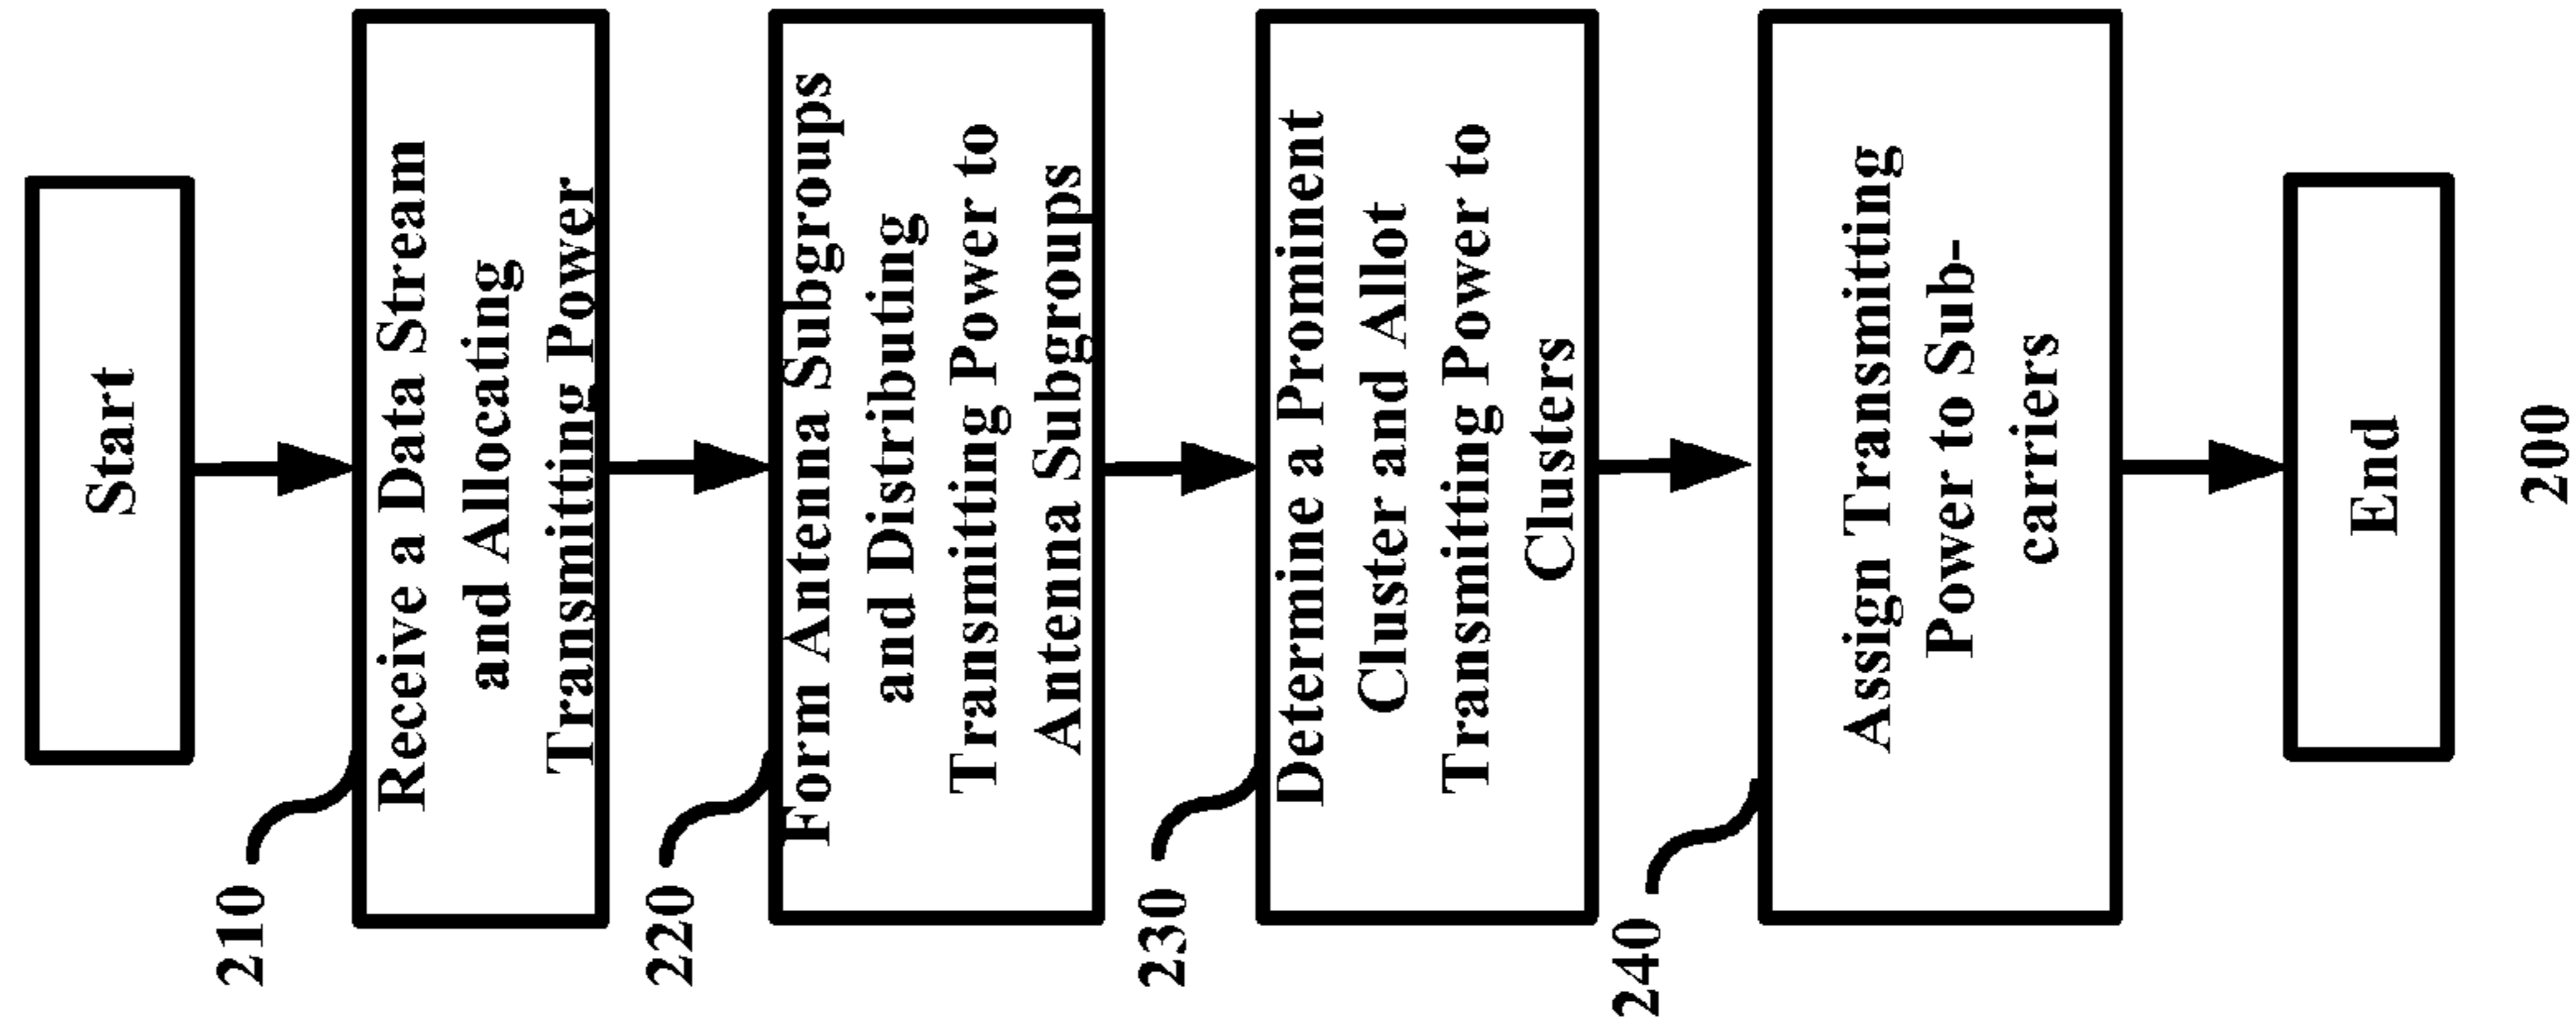 Start
210
Receive a Data Stream
and Allocating
Transmitting Power
220
Form Antenna Subgroups
and Distributing
Transmitting Power to
Antenna Subgroups
230
Determine a Prominent
Cluster and Allot
Transmitting Power to
Clusters
240
Assign Transmitting
Power to Sub-
carriers
End
200